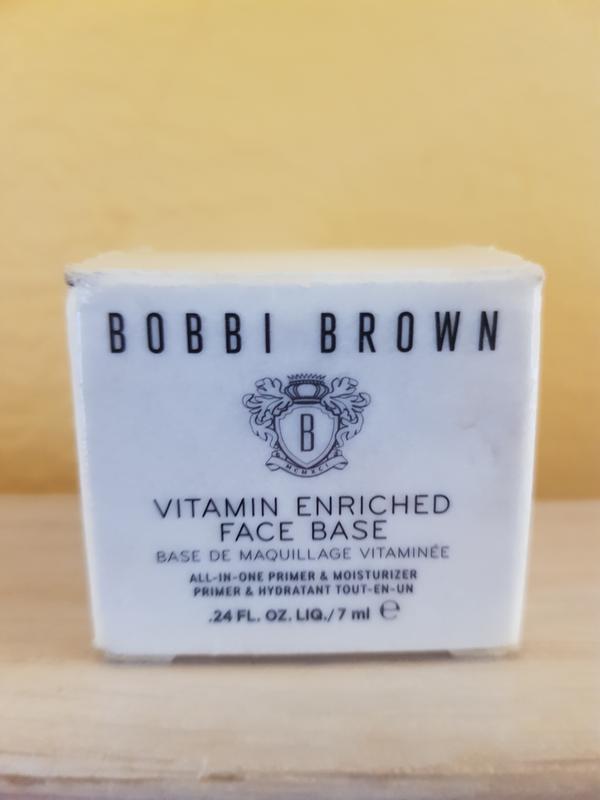 BOBBI BROWN
B
MCMXCI
VITAMIN ENRICHED
FACE BASE
BASE DE MAQUILLAGE VITAMINÉE
ALL-IN-ONE PRIMER & MOISTURIZER
PRIMER & HYDRATANT TOUT-EN-UN
.24 FL. OZ. LIQ./7 ml ℮